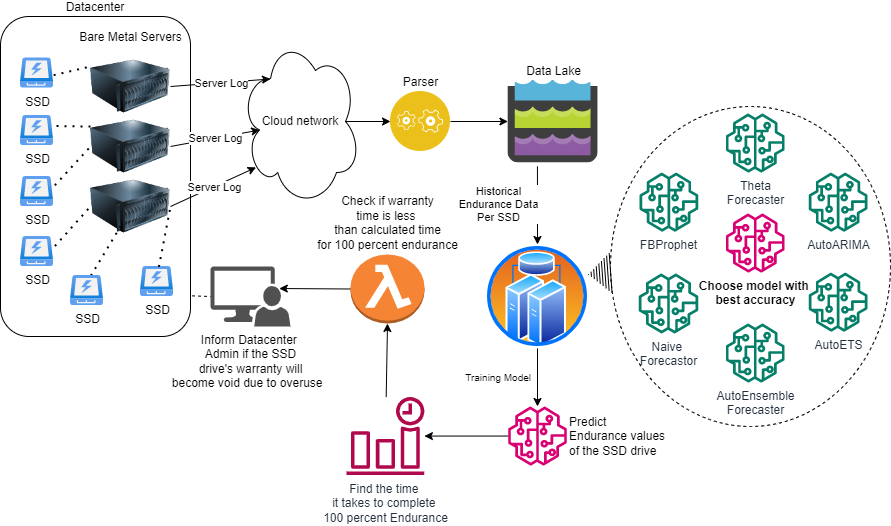 Datacenter
Bare Metal Servers
SSD
SSD
SSD
SSD
SSD
SSD
Server Log
Server Log
Server Log
Cloud network
Parser
Data Lake
Historical
Endurance Data
Per SSD
Theta
Forecaster
FBProphet
AutoARIMA
Choose model with
best accuracy
Naive
Forecastor
AutoETS
AutoEnsemble
Forecaster
Training Model
Predict
Endurance values
of the SSD drive
Find the time
it takes to complete
100 percent Endurance
Check if warranty
time is less
than calculated time
for 100 percent endurance
Inform Datacenter
Admin if the SSD
drive's warranty will
become void due to overuse